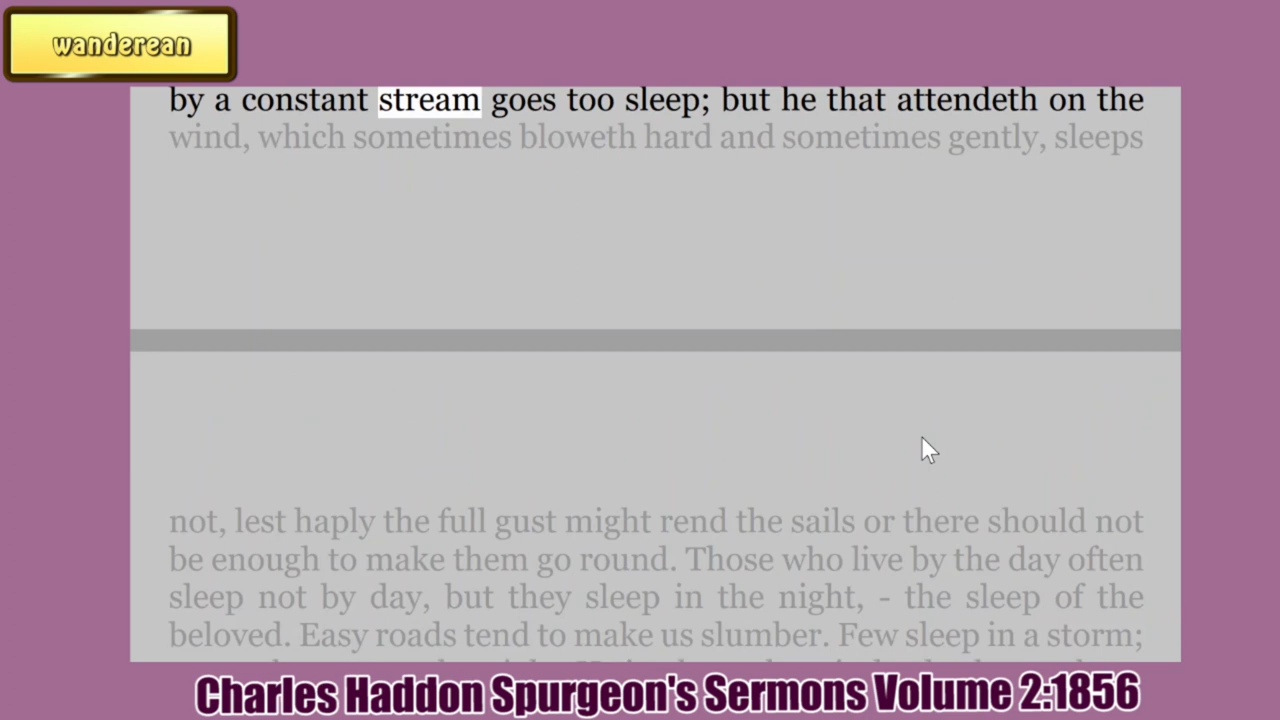 wanderean
by a constant stream goes too sleep; but he that attendeth on the
wind, which sometimes bloweth hard and sometimes gently, sleeps
not, lest haply the full gust might rend the sails or there should not
be enough to make them go round. Those who live by the day often
sleep not by day, but they sleep in the night, - the sleep of the
beloved. Easy roads tend to make us slumber. Few sleep in a storm;
Charles Haddon Spurgeon's Sermons Volume 2:1856